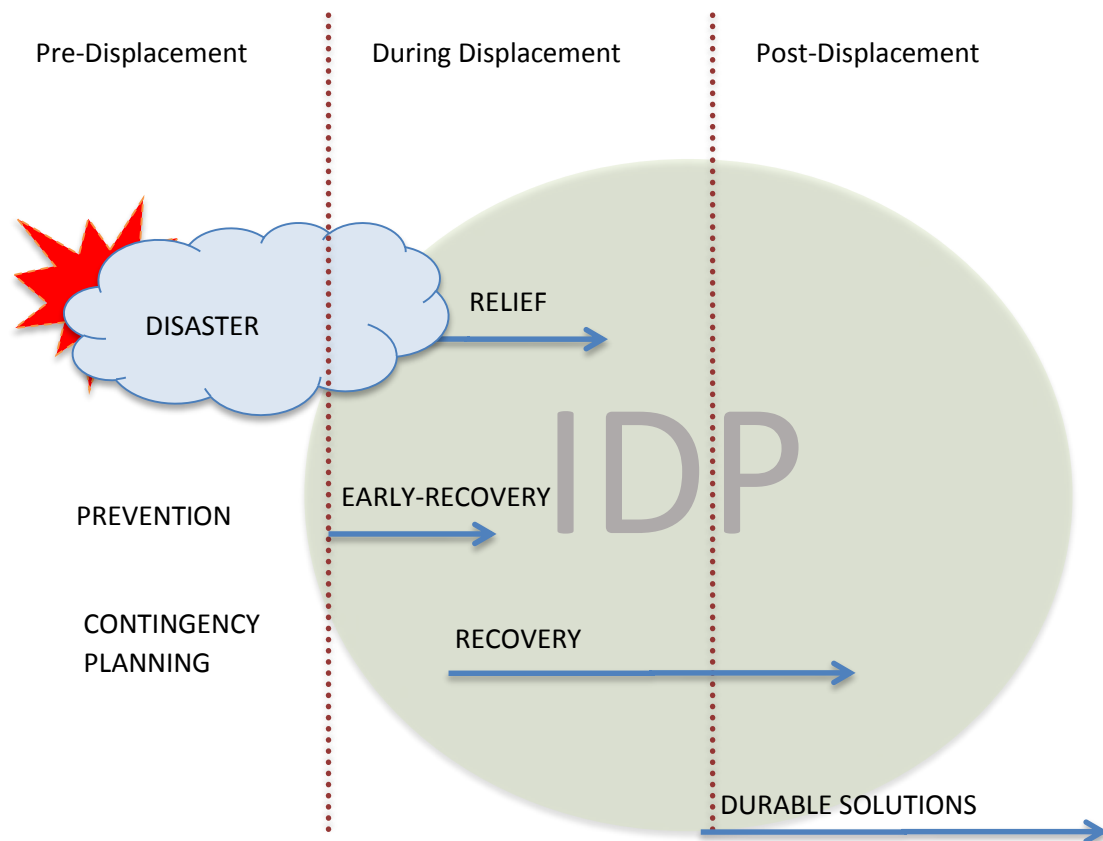 Pre-Displacement
During Displacement
Post-Displacement
RELIEF
DISASTER
IDP
EARLY-RECOVERY
PREVENTION
CONTINGENCY
PLANNING
RECOVERY
DURABLE SOLUTIONS